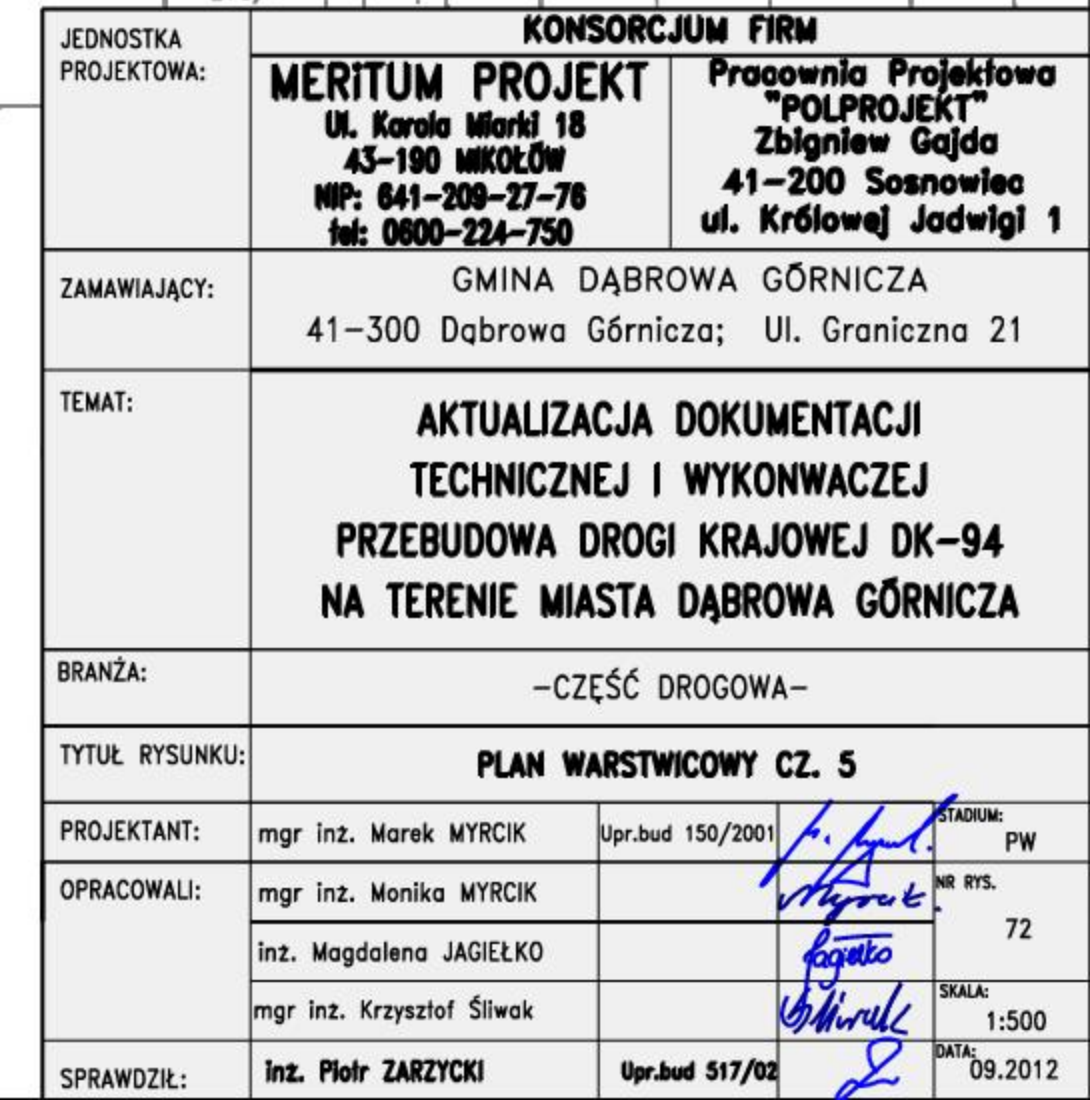 JEDNOSTKA
PROJEKTOWA:
KONSORCJUM FIRM
MERiTUM PROJEKT
Ul. Karola Miarki 18
43-190 MIKOŁÓW
NIP: 641-209-27-76
tel: 0600-224-750
Pracownia Projektowa
"POLPROJEKT"
Zbigniew Gajda
41-200 Sosnowiec
ul. Królowej Jadwigi 1
ZAMAWIAJĄCY:
GMINA DĄBROWA GÓRNICZA
41-300 Dąbrowa Górnicza; Ul. Graniczna 21
TEMAT:
AKTUALIZACJA DOKUMENTACJI
TECHNICZNEJ I WYKONWACZEJ
PRZEBUDOWA DROGI KRAJOWEJ DK-94
NA TERENIE MIASTA DĄBROWA GÓRNICZA
BRANŻA:
-CZĘŚĆ DROGOWA-
TYTUŁ RYSUNKU:
PLAN WARSTWICOWY CZ. 5
PROJEKTANT:
mgr inż. Marek MYRCIK
Upr.bud 150/2001
STADIUM:
PW
OPRACOWALI:
mgr inż. Monika MYRCIK
Myrcik
NR RYS.
72
inż. Magdalena JAGIEŁKO
Jagiełko
mgr inż. Krzysztof Śliwak
SKALA:
1:500
SPRAWDZIŁ:
inż. Piotr ZARZYCKI
Upr.bud 517/02
DATA:
09.2012